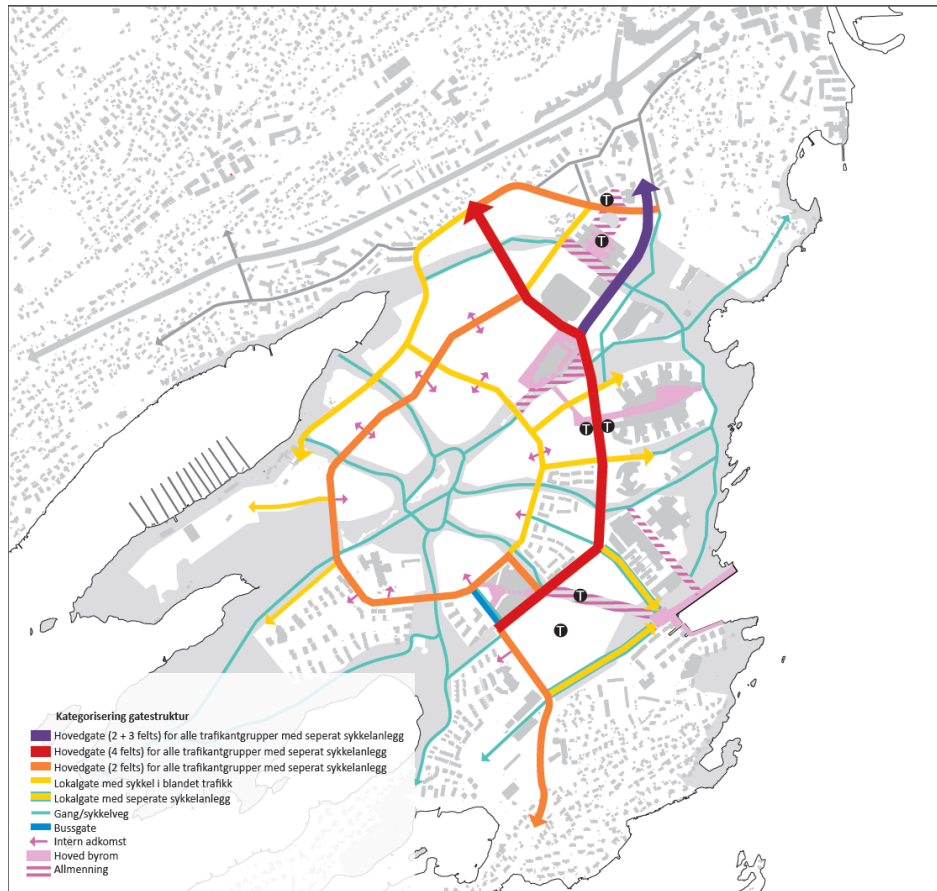 T
T
T
T
T
T
Kategorisering gatestruktur
Hovedgate (2 + 3 felts) for alle trafikantgrupper med seperat sykkelanlegg
Hovedgate (4 felts) for alle trafikantgrupper med seperat sykkelanlegg
Hovedgate (2 felts) for alle trafikantgrupper med seperat sykkelanlegg
Lokalgate med sykkel i blandet trafikk
Lokalgate med seperate sykkelanlegg
Gang/sykkelveg
Bussgate
Intern adkomst
Hoved byrom
Allmenning